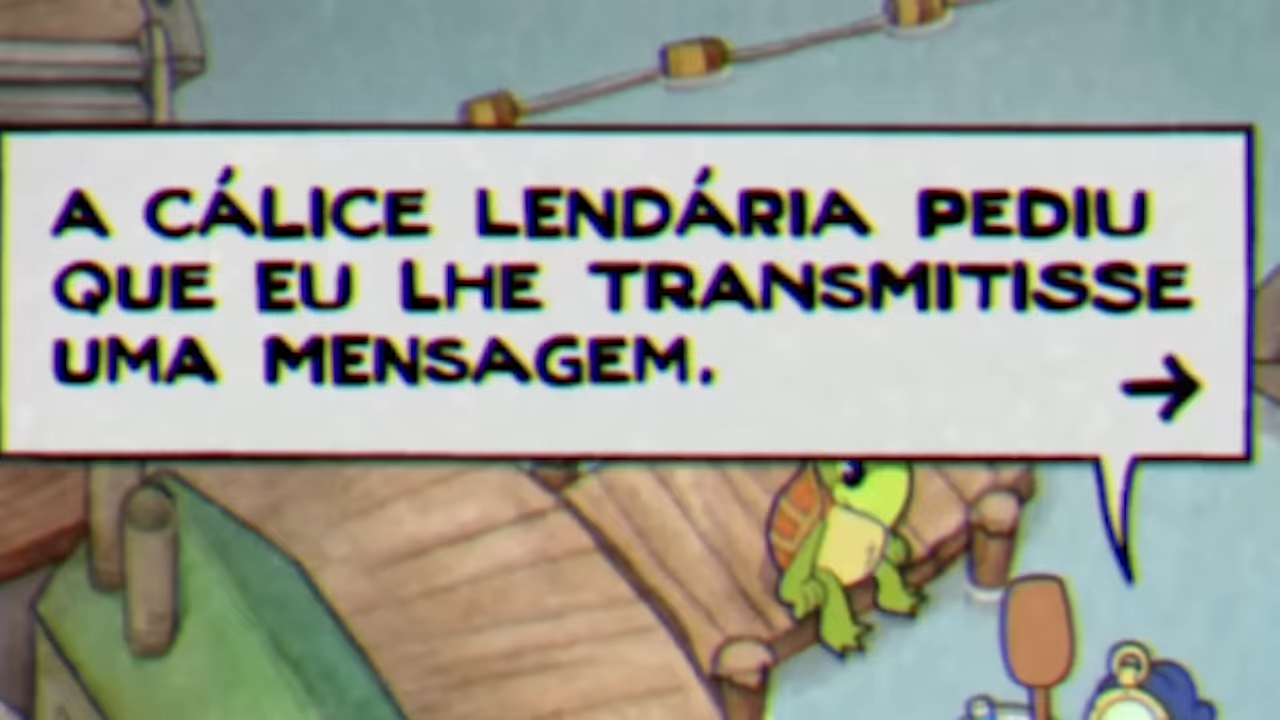 A CÁLICE LENDÁRIA PEDIU
QUE EU LHE TRANSMITISSE
UMA MENSAGEM.